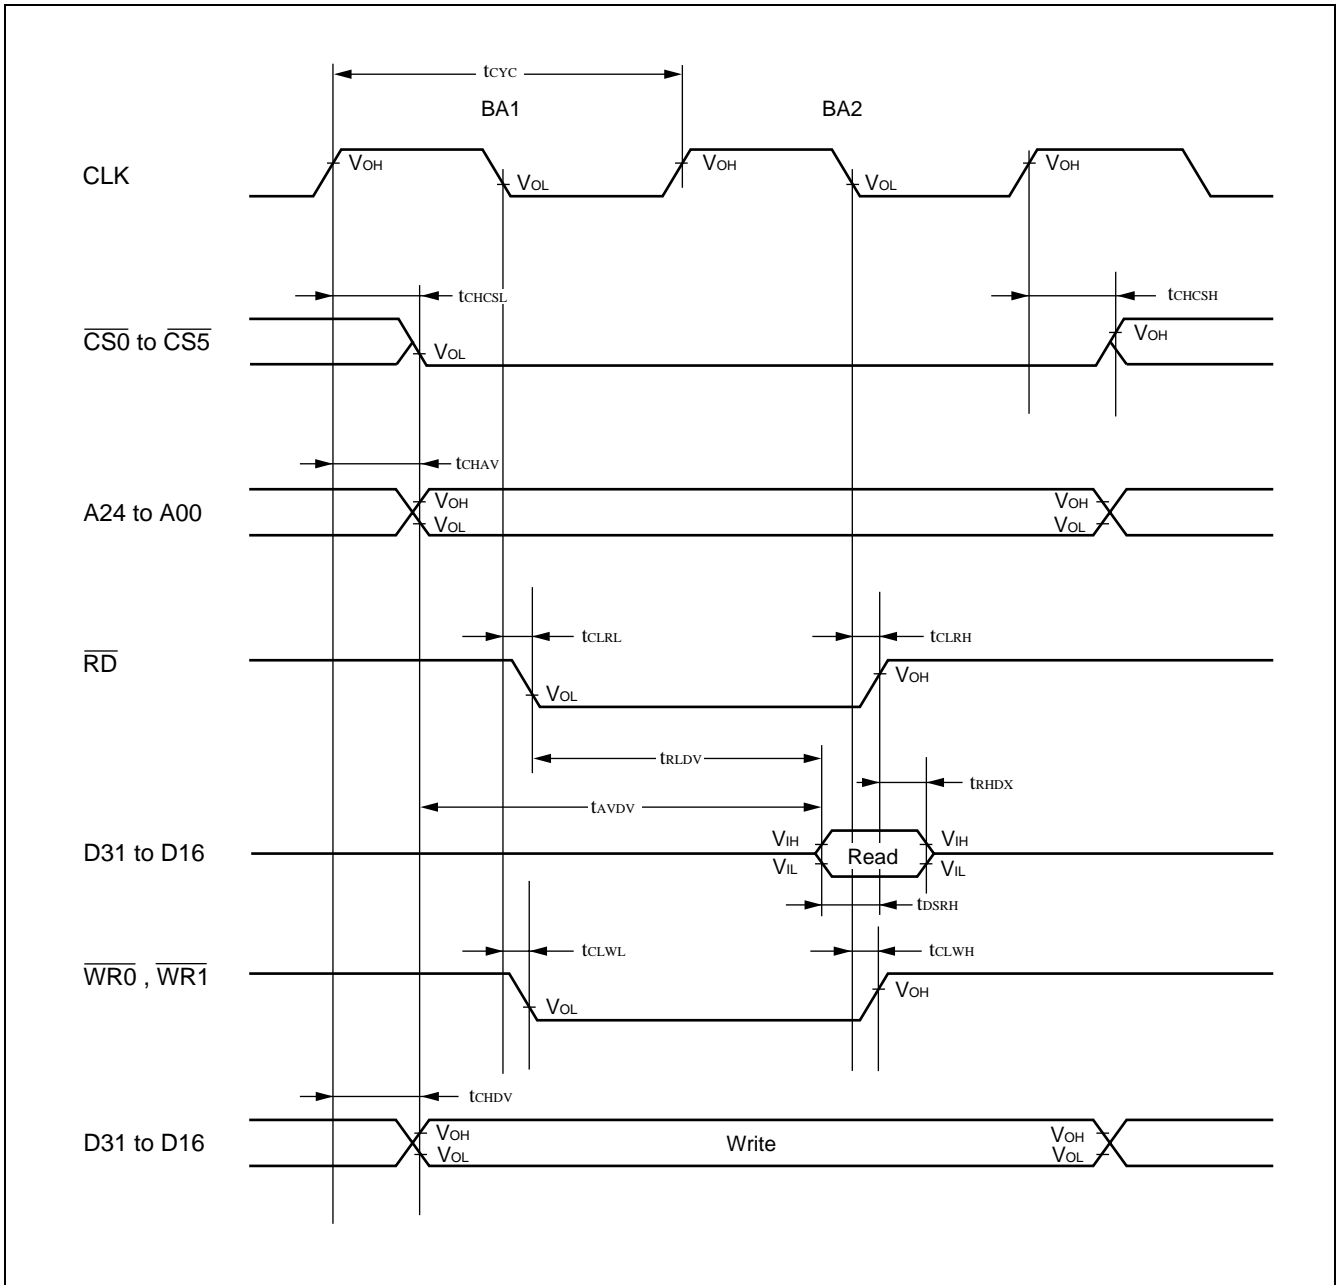 tCYC
BA1 BA2
CLK VOH VOL VOH VOL VOH
tCHCSL tCHCSH
CS0 to CS5 VOL VOH
tCHAV
A24 to A00 VOH VOL VOH VOL
tCLRL tCLRH
RD VOL VOH
tRLDV
tRHDX
tAVDV
D31 to D16 VIH VIL Read VIH VIL
tDSRH
tCLWL tCLWH
WR0 , WR1 VOL VOH
tCHDV
D31 to D16 VOH VOL Write VOH VOL